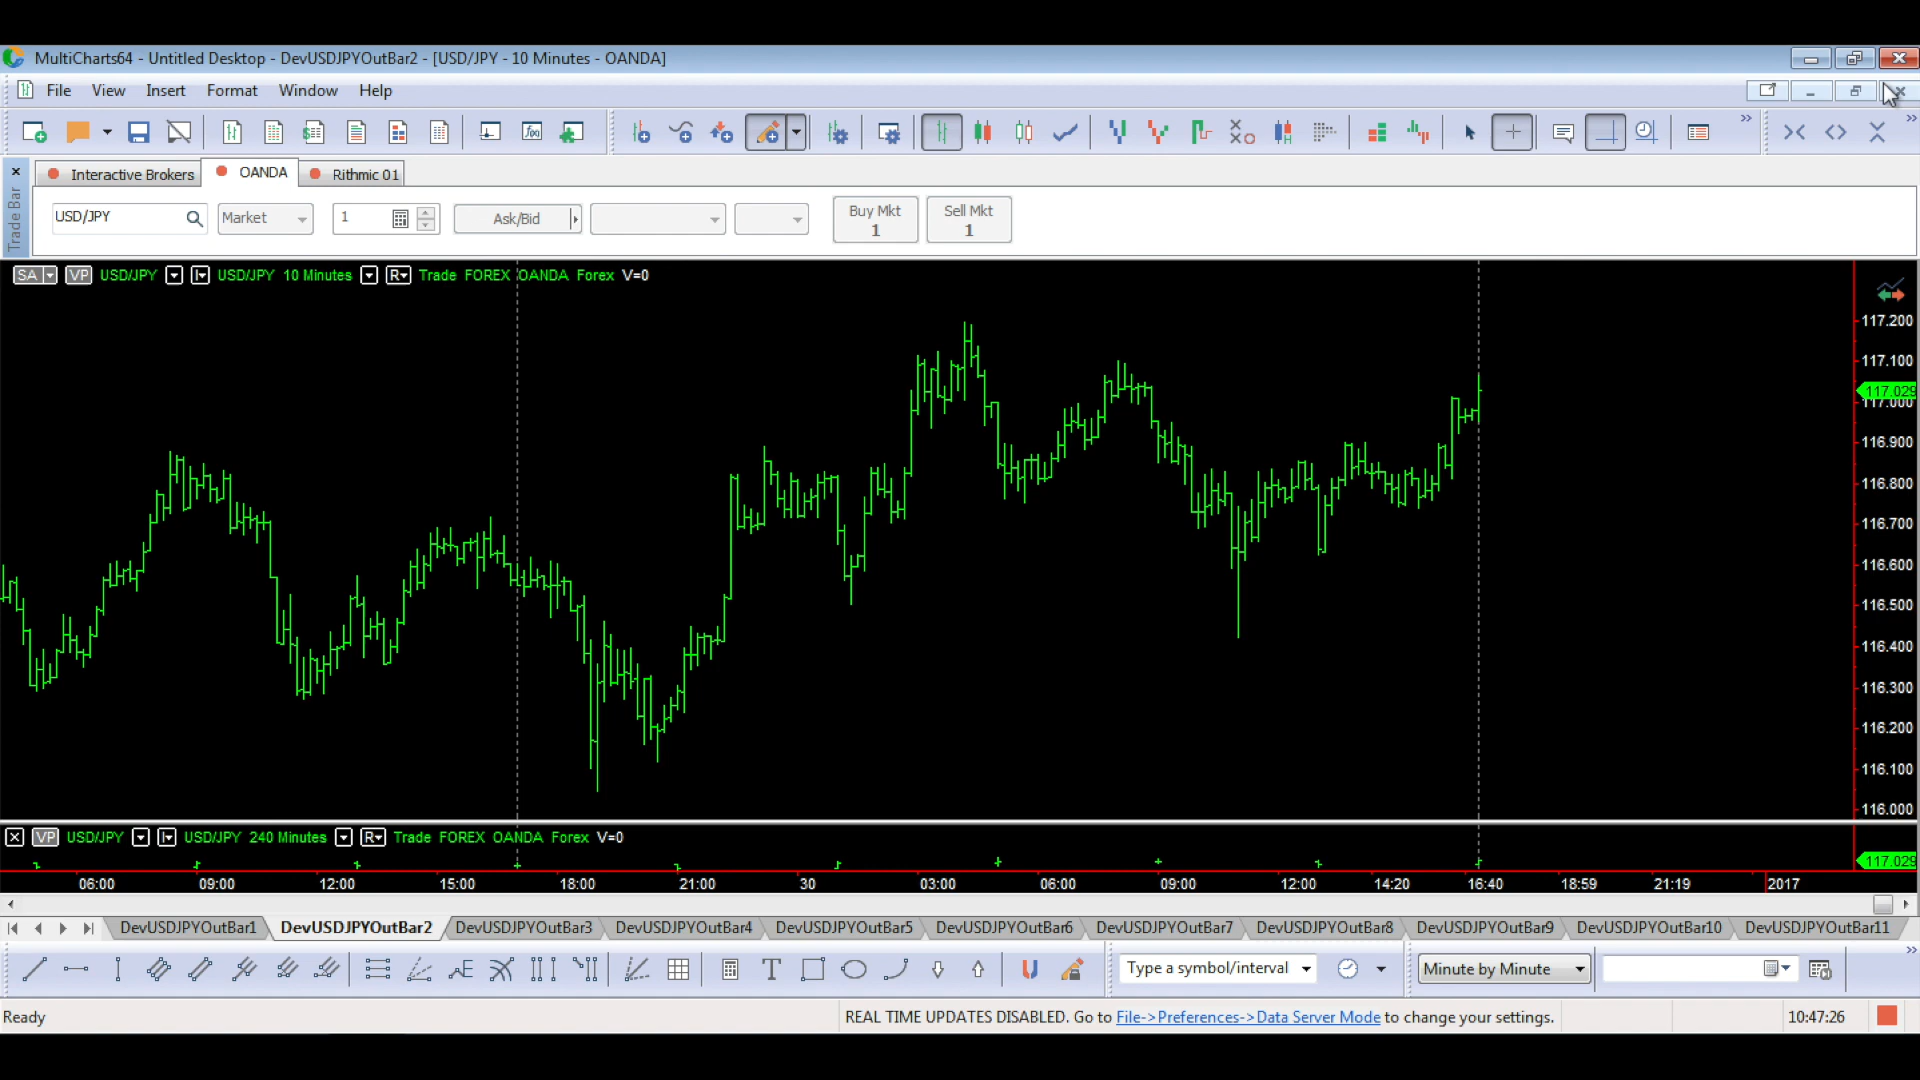 MultiCharts64 - Untitled Desktop - DevUSDJPYOutBar2 - [USD/JPY - 10 Minutes - OANDA]
File View Insert Format Window Help
Trade Bar
Interactive Brokers OANDA Rithmic 01
USD/JPY Market 1 Ask/Bid Buy Mkt 1 Sell Mkt 1
SA VP USD/JPY USD/JPY 10 Minutes R Trade FOREX OANDA Forex V=0
117.200
117.100
117.029
117.000
116.900
116.800
116.700
116.600
116.500
116.400
116.300
116.200
116.100
116.000
VP USD/JPY USD/JPY 240 Minutes R Trade FOREX OANDA Forex V=0
117.029
06:00 09:00 12:00 15:00 18:00 21:00 30 03:00 06:00 09:00 12:00 14:20 16:40 18:59 21:19 2017
DevUSDJPYOutBar1 DevUSDJPYOutBar2 DevUSDJPYOutBar3 DevUSDJPYOutBar4 DevUSDJPYOutBar5 DevUSDJPYOutBar6 DevUSDJPYOutBar7 DevUSDJPYOutBar8 DevUSDJPYOutBar9 DevUSDJPYOutBar10 DevUSDJPYOutBar11
Type a symbol/interval Minute by Minute
Ready REAL TIME UPDATES DISABLED. Go to File->Preferences->Data Server Mode to change your settings. 10:47:26